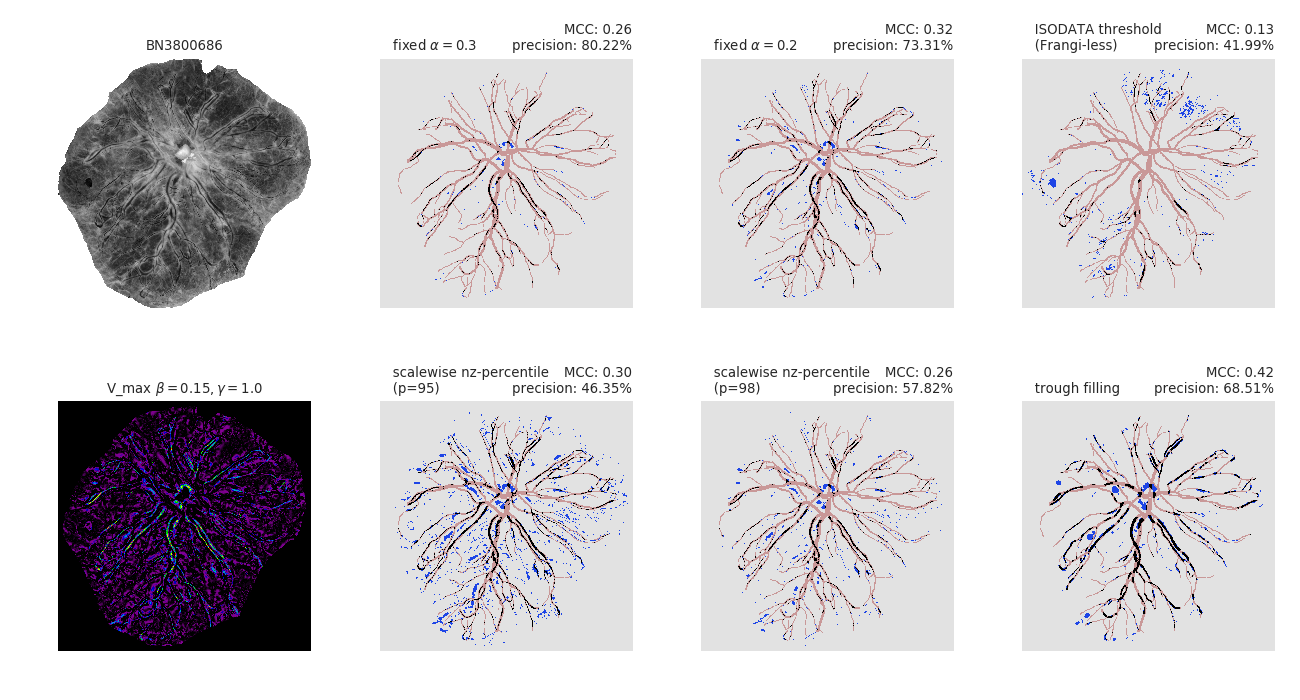 BN3800686
MCC: 0.26
fixed α = 0.3 precision: 80.22%
MCC: 0.32
fixed α = 0.2 precision: 73.31%
ISODATA threshold MCC: 0.13
(Frangi-less) precision: 41.99%
V_max β = 0.15, γ = 1.0
scalewise nz-percentile MCC: 0.30
(p=95) precision: 46.35%
scalewise nz-percentile MCC: 0.26
(p=98) precision: 57.82%
MCC: 0.42
trough filling precision: 68.51%